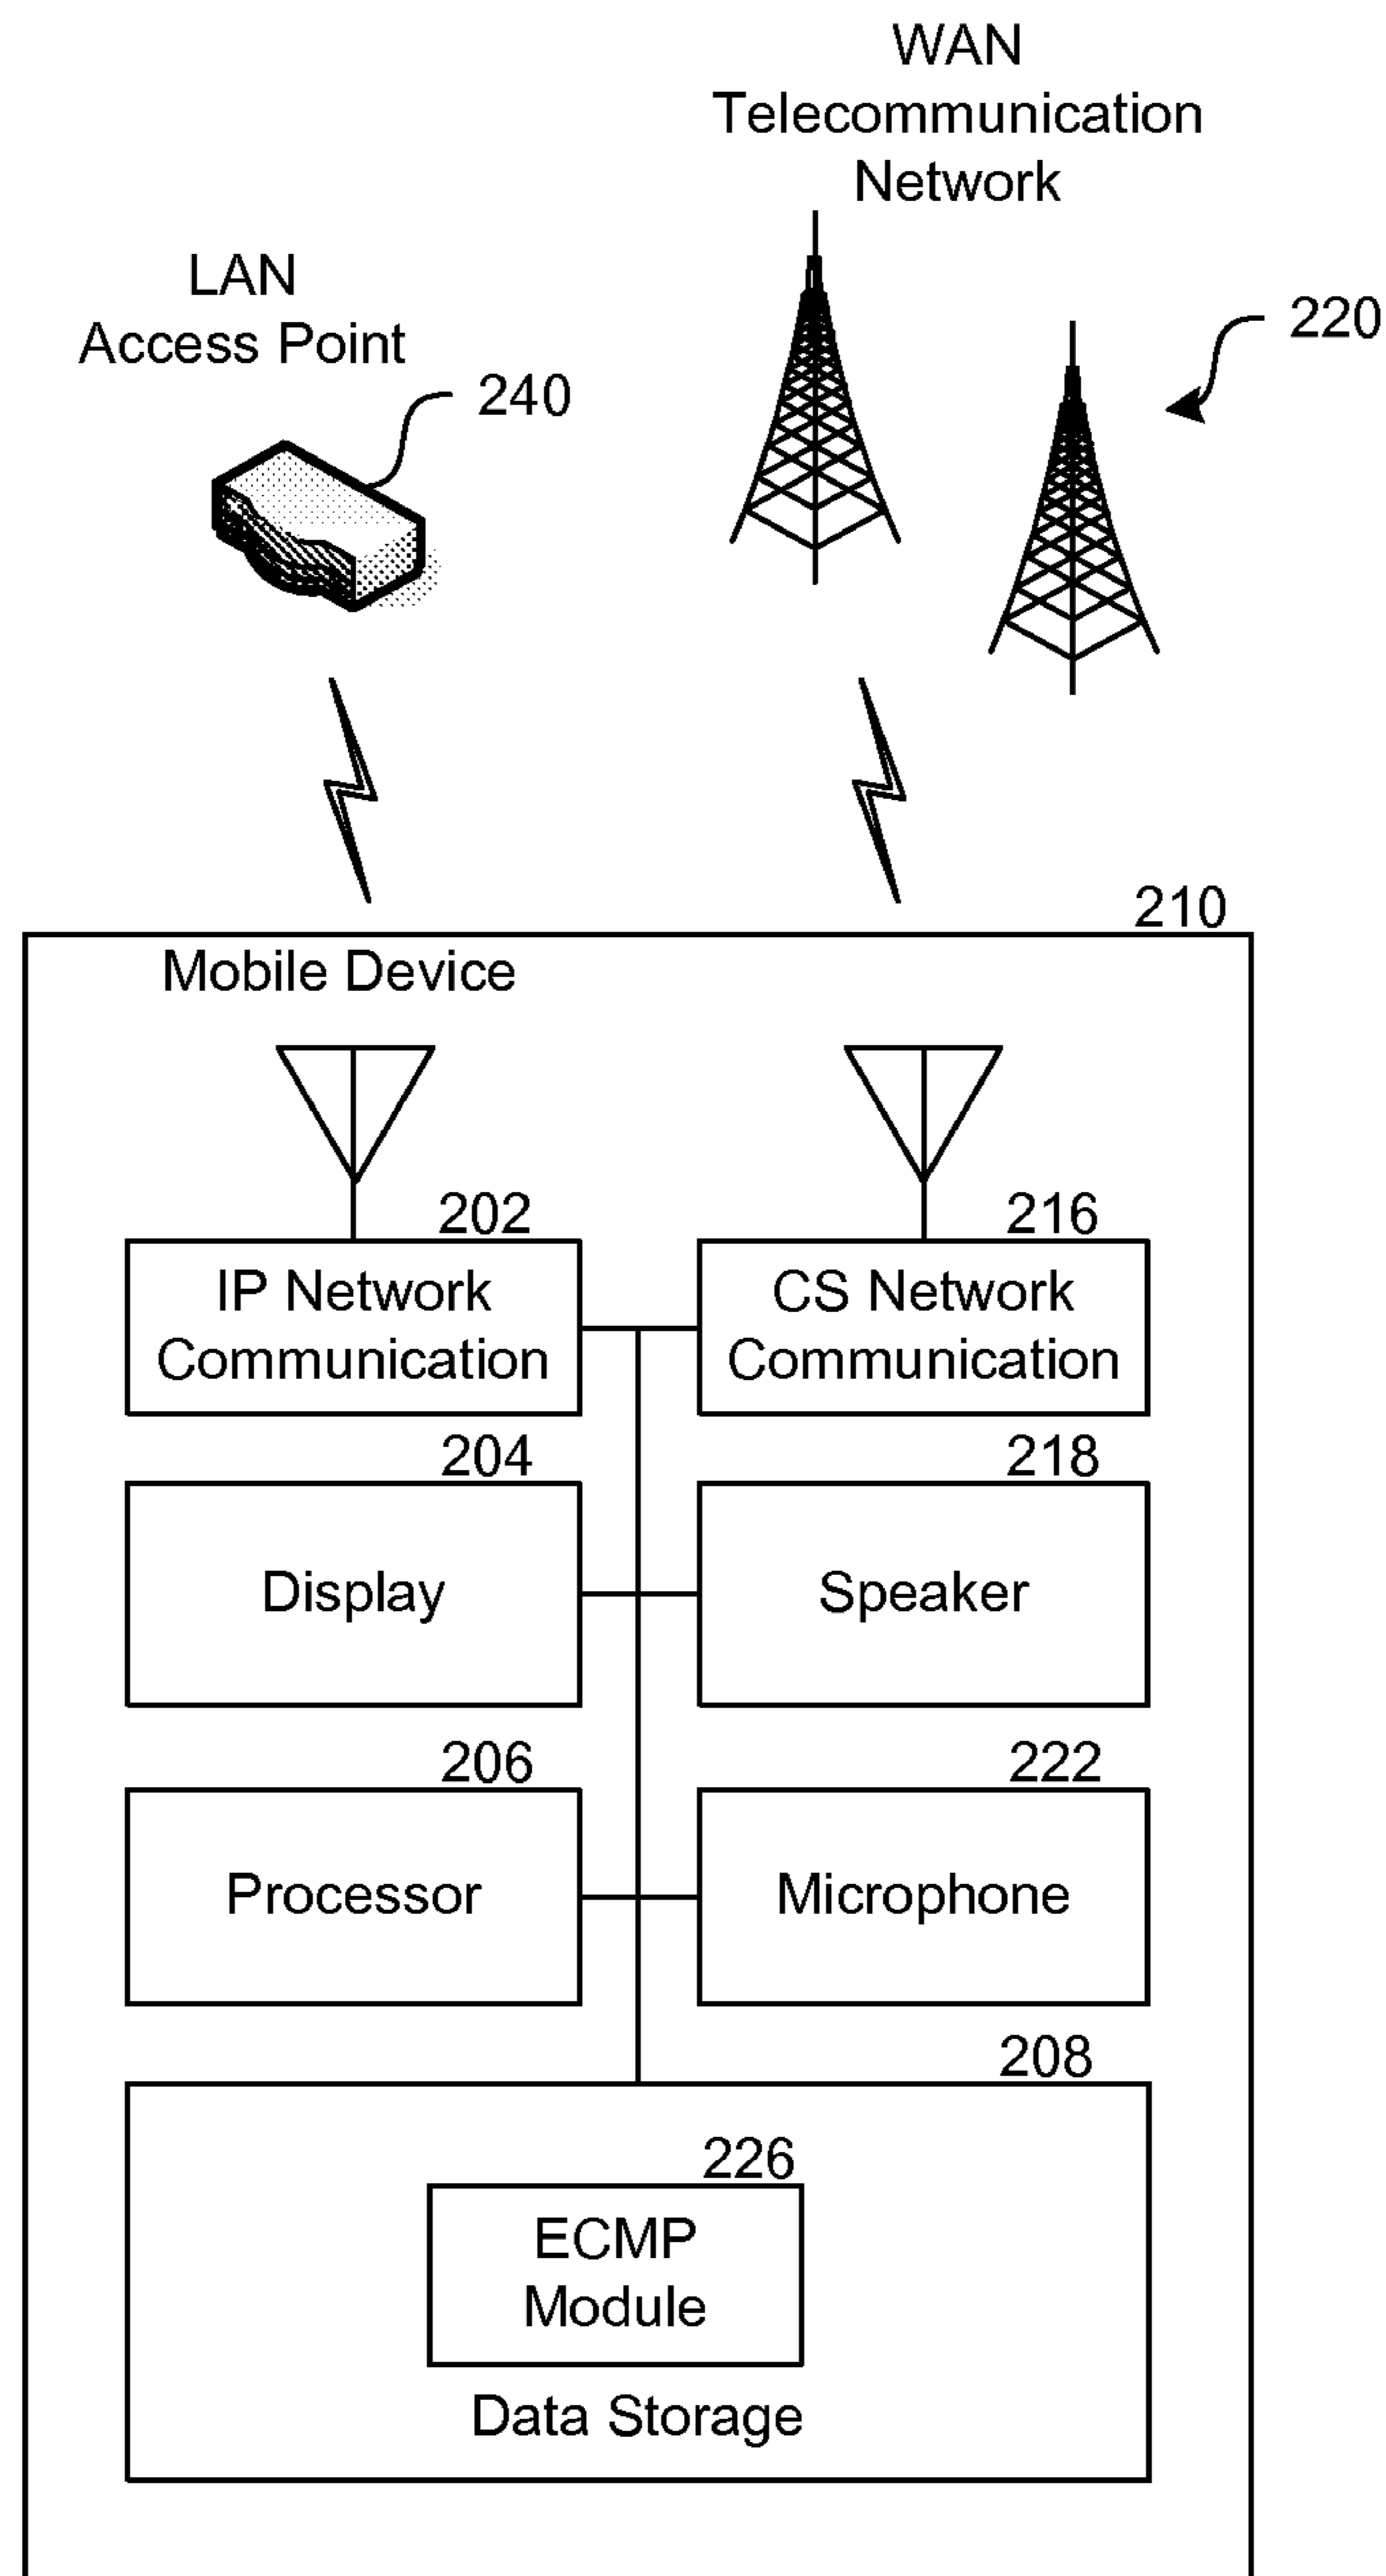 WAN
Telecommunication
Network
LAN
Access Point
220
240
210
Mobile Device
202
216
IP Network
Communication
CS Network
Communication
204
218
Display
Speaker
206
222
Processor
Microphone
208
226
ECMP
Module
Data Storage